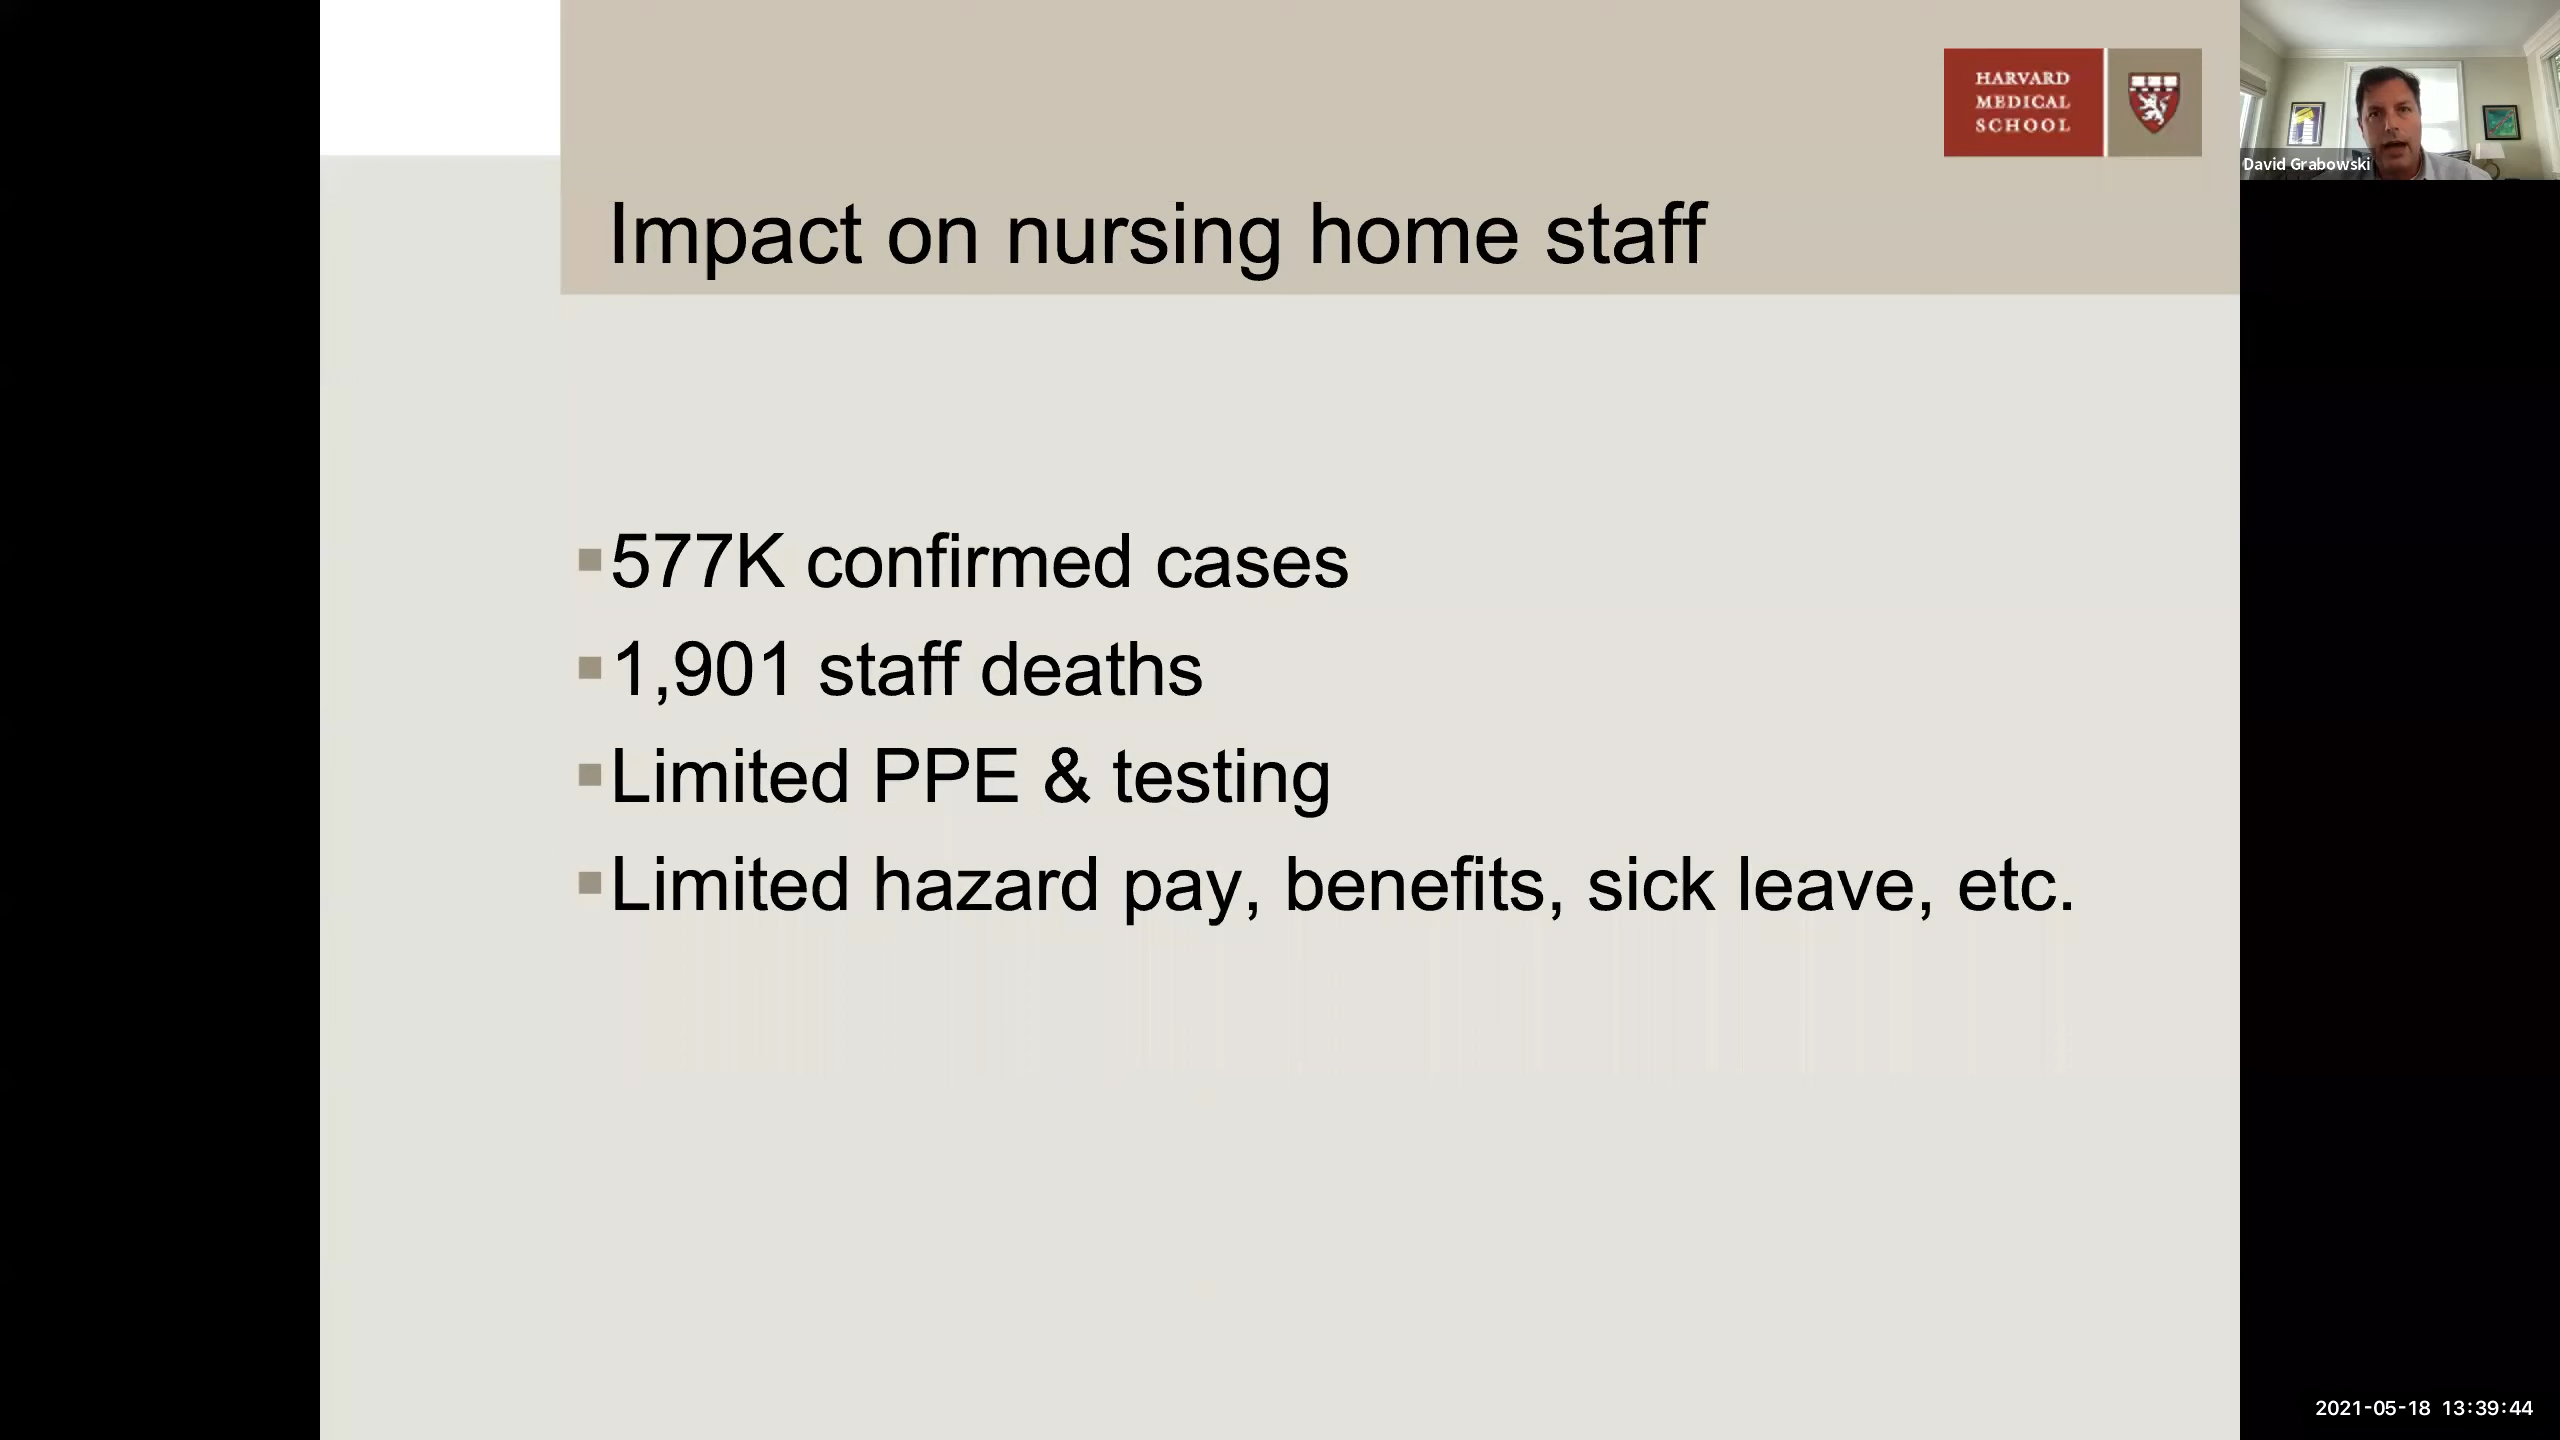 HARVARD
MEDICAL
SCHOOL
David Grabowski
Impact on nursing home staff
577K confirmed cases
1,901 staff deaths
Limited PPE & testing
Limited hazard pay, benefits, sick leave, etc.
2021-05-18 13:39:44